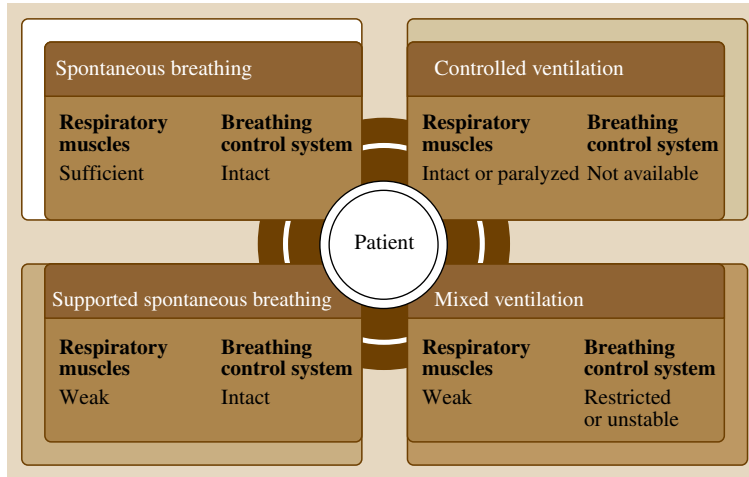 Spontaneous breathing
Respiratory muscles
Sufficient
Breathing control system
Intact
Controlled ventilation
Respiratory muscles
Intact or paralyzed
Breathing control system
Not available
Patient
Supported spontaneous breathing
Respiratory muscles
Weak
Breathing control system
Intact
Mixed ventilation
Respiratory muscles
Weak
Breathing control system
Restricted
or unstable